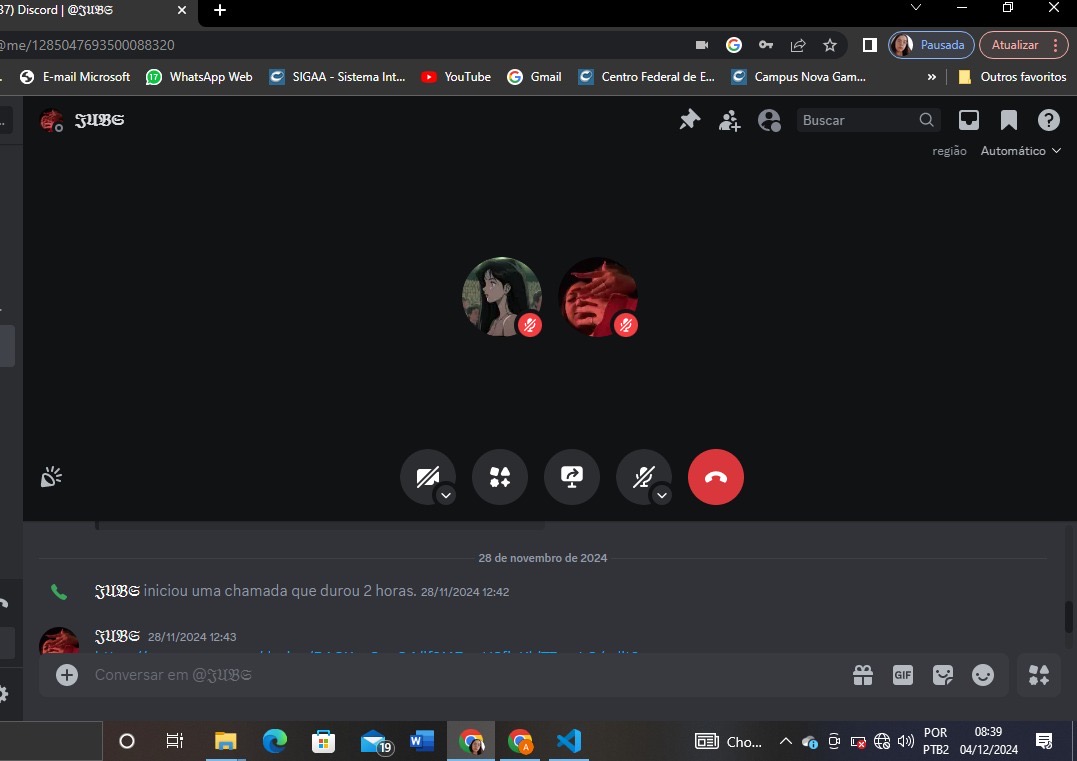 37) Discord | @𝕵𝖀𝕭𝕾
@me/1285047693500088320
Pausada
Atualizar
E-mail Microsoft
17
WhatsApp Web
SIGAA - Sistema Int...
YouTube
Gmail
Centro Federal de E...
Campus Nova Gam...
»
Outros favoritos
𝕵𝖀𝕭𝕾
Buscar
região Automático
28 de novembro de 2024
𝕵𝖀𝕭𝕾 iniciou uma chamada que durou 2 horas. 28/11/2024 12:42
𝕵𝖀𝕭𝕾 28/11/2024 12:43
Conversar em @𝕵𝖀𝕭𝕾
GIF
19
Cho...
POR
PTB2
08:39
04/12/2024